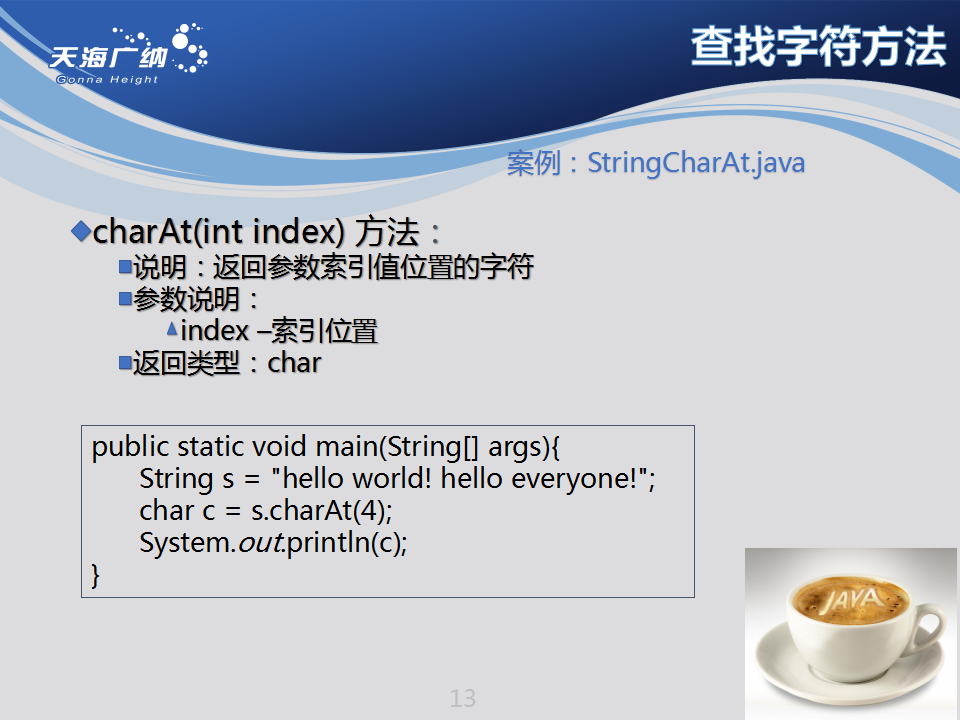 天海广纳
Gonna Height
查找字符方法
案例：StringCharAt.java
charAt(int index) 方法：
说明：返回参数索引值位置的字符
参数说明：
index –索引位置
返回类型：char
public static void main(String[] args){
String s = "hello world! hello everyone!";
char c = s.charAt(4);
System.out.println(c);
}
JAVA
13